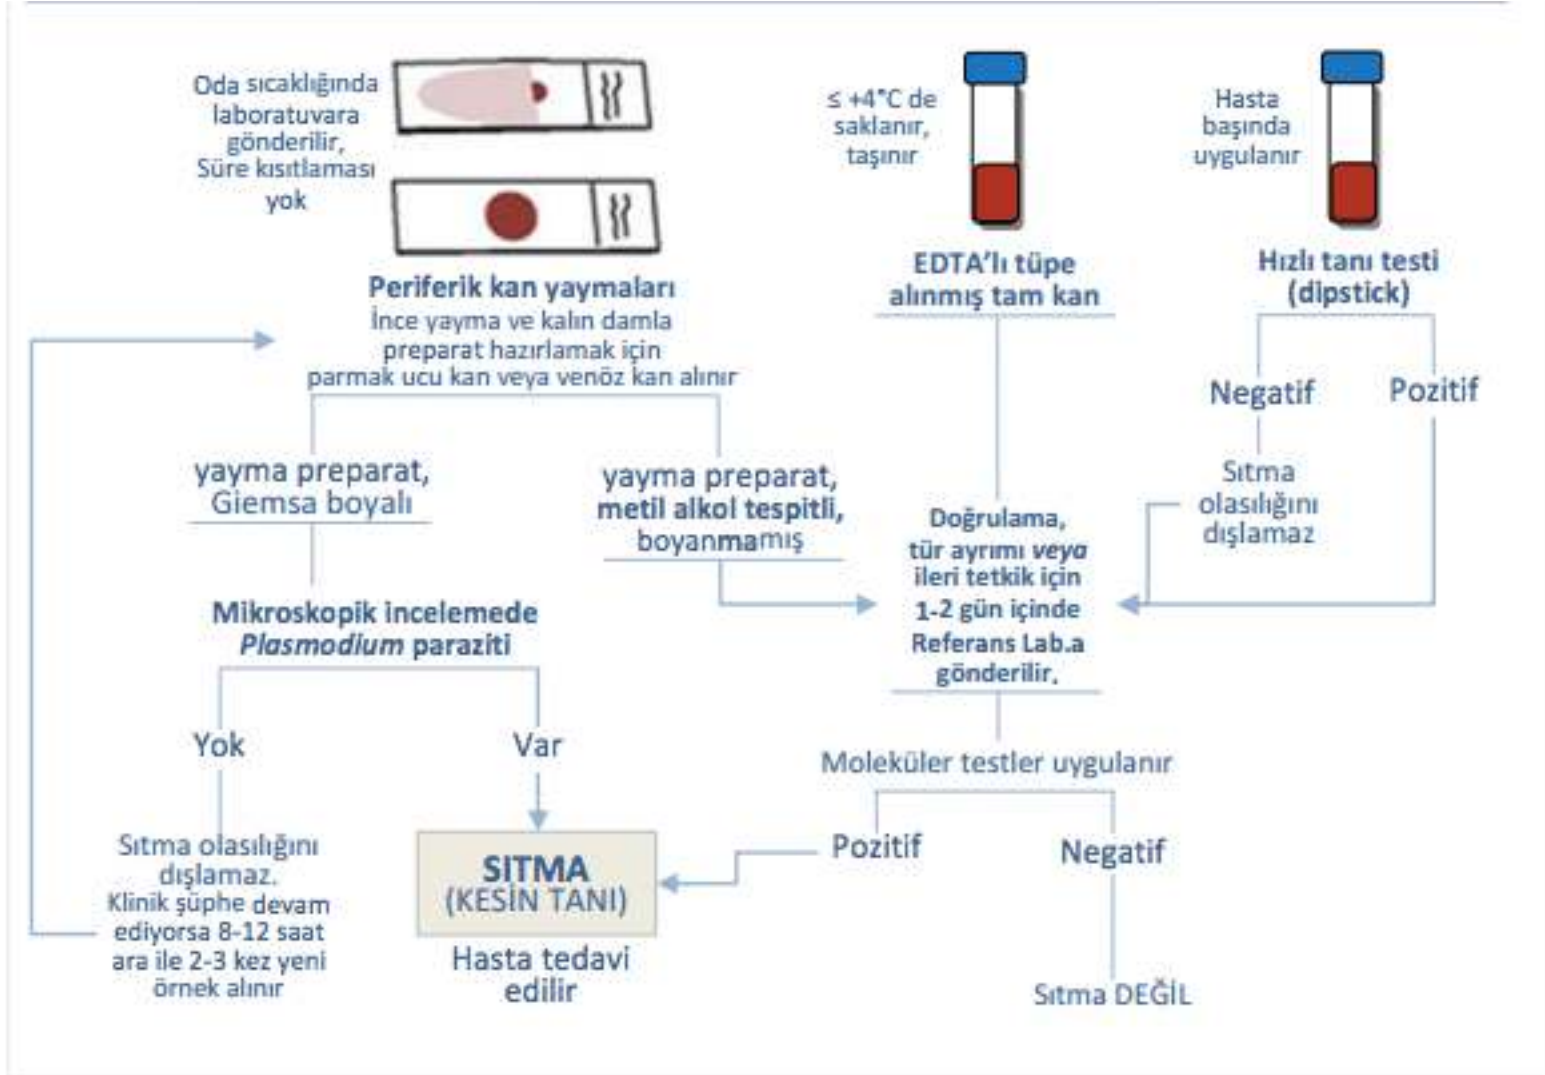 Oda sıcaklığında
laboratuvara
gönderilir,
Süre kısıtlaması
yok
Periferik kan yaymaları
İnce yayma ve kalın damla
preparat hazırlamak için
parmak ucu kan veya venöz kan alınır
≤ +4°C de
saklanır,
taşınır
EDTA'lı tüpe
alınmış tam kan
Hasta
başında
uygulanır
Hızlı tanı testi
(dipstick)
Negatif
Pozitif
Sıtma
olasılığını
dışlamaz
yayma preparat,
Giemsa boyalı
yayma preparat,
metil alkol tespitli,
boyanmamış
Doğrulama,
tür ayrımı veya
ileri tetkik için
1-2 gün içinde
Referans Lab.a
gönderilir.
Mikroskopik incelemede
Plasmodium paraziti
Yok
Var
Sıtma olasılığını
dışlamaz.
Klinik şüphe devam
ediyorsa 8-12 saat
ara ile 2-3 kez yeni
örnek alınır
SITMA
(KESİN TANI)
Hasta tedavi
edilir
Moleküler testler uygulanır
Pozitif
Negatif
Sıtma DEĞİL